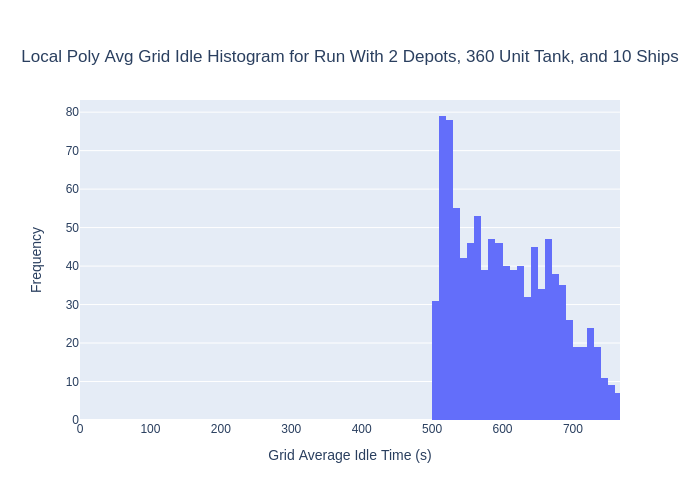 Local Poly Avg Grid Idle Histogram for Run With 2 Depots, 360 Unit Tank, and 10 Ships
80
70
60
50
40
30
20
10
0
Frequency
0 100 200 300 400 500 600 700
Grid Average Idle Time (s)